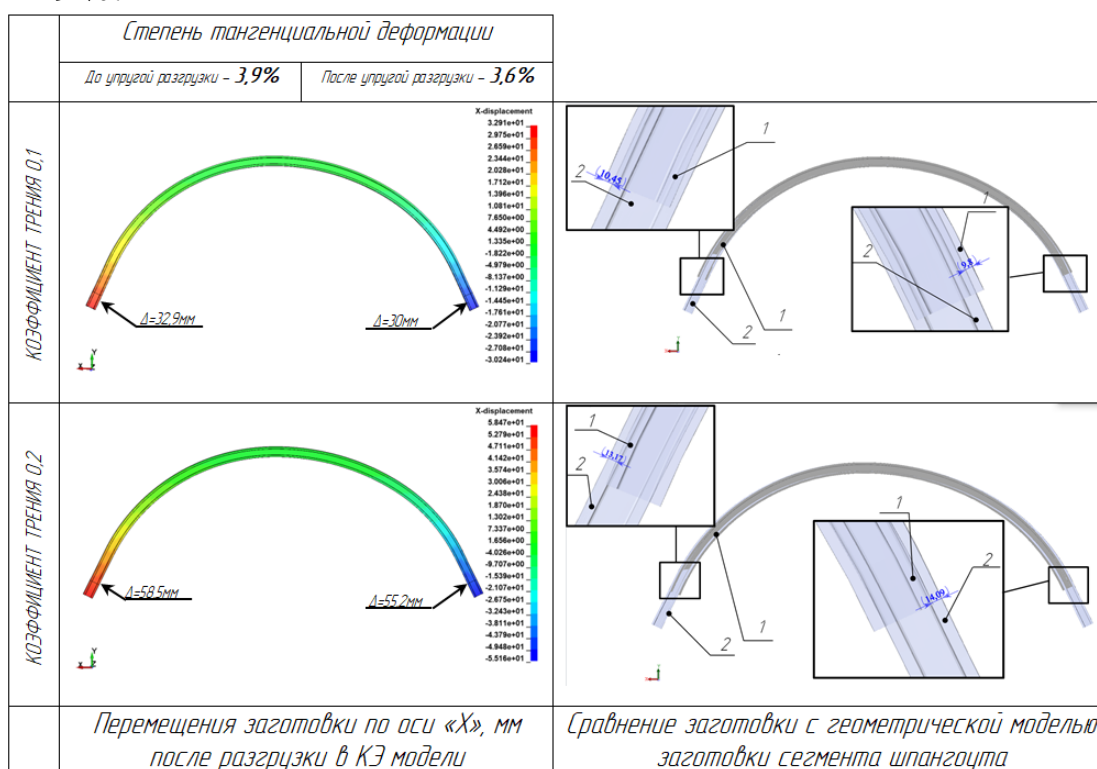 Степень тангенциальной деформации
До упругой разгрузки - 3,9%
После упругой разгрузки - 3,6%
КОЭФФИЦИЕНТ ТРЕНИЯ 0,1
X-displacement
3.291e+01
2.975e+01
2.659e+01
2.344e+01
2.028e+01
1.712e+01
1.396e+01
1.081e+01
7.650e+00
4.492e+00
1.335e+00
-1.822e+00
-4.979e+00
-8.137e+00
-1.129e+01
-1.445e+01
-1.761e+01
-2.077e+01
-2.392e+01
-2.708e+01
-3.024e+01
Δ=32,9мм
Δ=30мм
Y
X
Z
1
2
10,45
1
2
9,8
1
1
2
КОЭФФИЦИЕНТ ТРЕНИЯ 0,2
X-displacement
5.847e+01
5.279e+01
4.711e+01
4.142e+01
3.574e+01
3.006e+01
2.438e+01
1.870e+01
1.302e+01
7.337e+00
1.656e+00
-4.026e+00
-9.707e+00
-1.539e+01
-2.107e+01
-2.675e+01
-3.243e+01
-3.811e+01
-4.379e+01
-4.948e+01
-5.516e+01
Δ=58,5мм
Δ=55,2мм
Y
X
Z
1
13,12
2
1
2
14,09
1
2
Перемещения заготовки по оси «X», мм
после разгрузки в КЭ модели
Сравнение заготовки с геометрической моделью
заготовки сегмента шпангоута